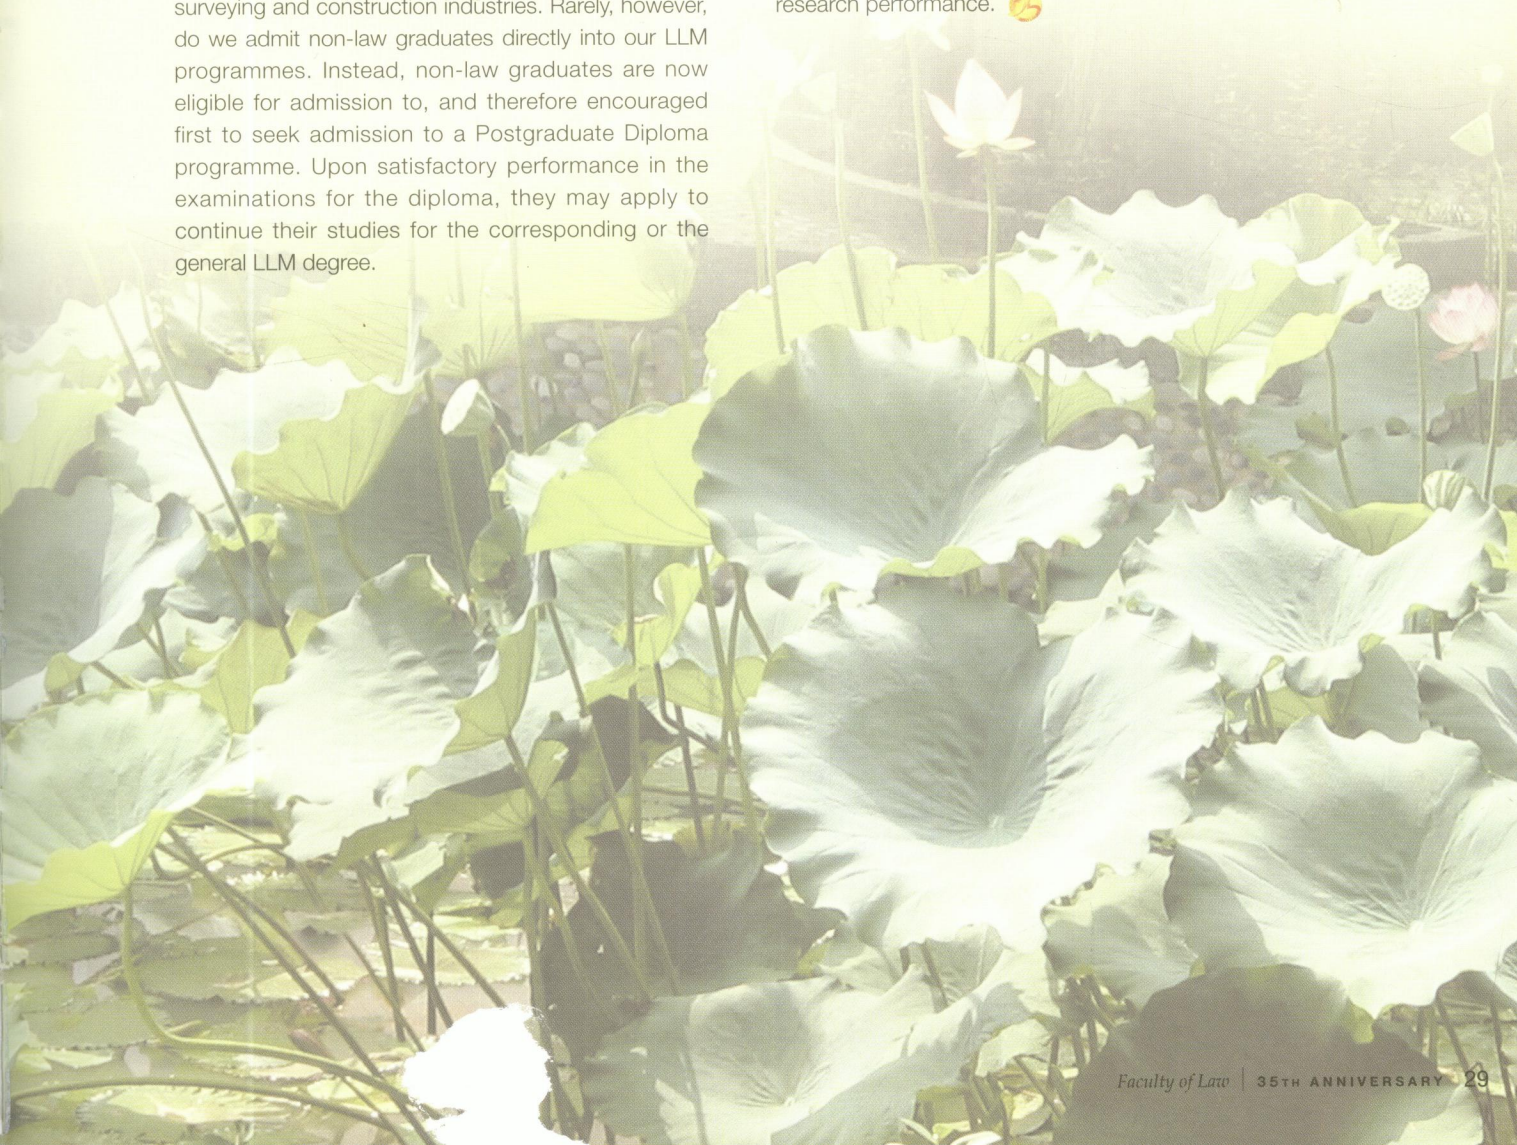 surveying and construction industries. Rarely, however,
do we admit non-law graduates directly into our LLM
programmes. Instead, non-law graduates are now
eligible for admission to, and therefore encouraged
first to seek admission to a Postgraduate Diploma
programme. Upon satisfactory performance in the
examinations for the diploma, they may apply to
continue their studies for the corresponding or the
general LLM degree.
research performance.
Faculty of Law | 35TH ANNIVERSARY 29